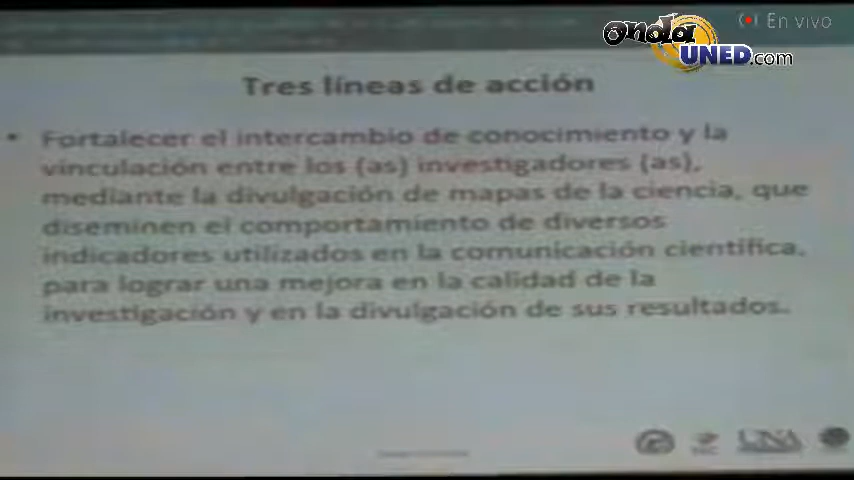 onda
UNED.com
En vivo
Tres líneas de acción
• Fortalecer el intercambio de conocimiento y la
vinculación entre los (as) investigadores (as),
mediante la divulgación de mapas de la ciencia, que
diseminen el comportamiento de diversos
indicadores utilizados en la comunicación científica,
para lograr una mejora en la calidad de la
investigación y en la divulgación de sus resultados.
UNA